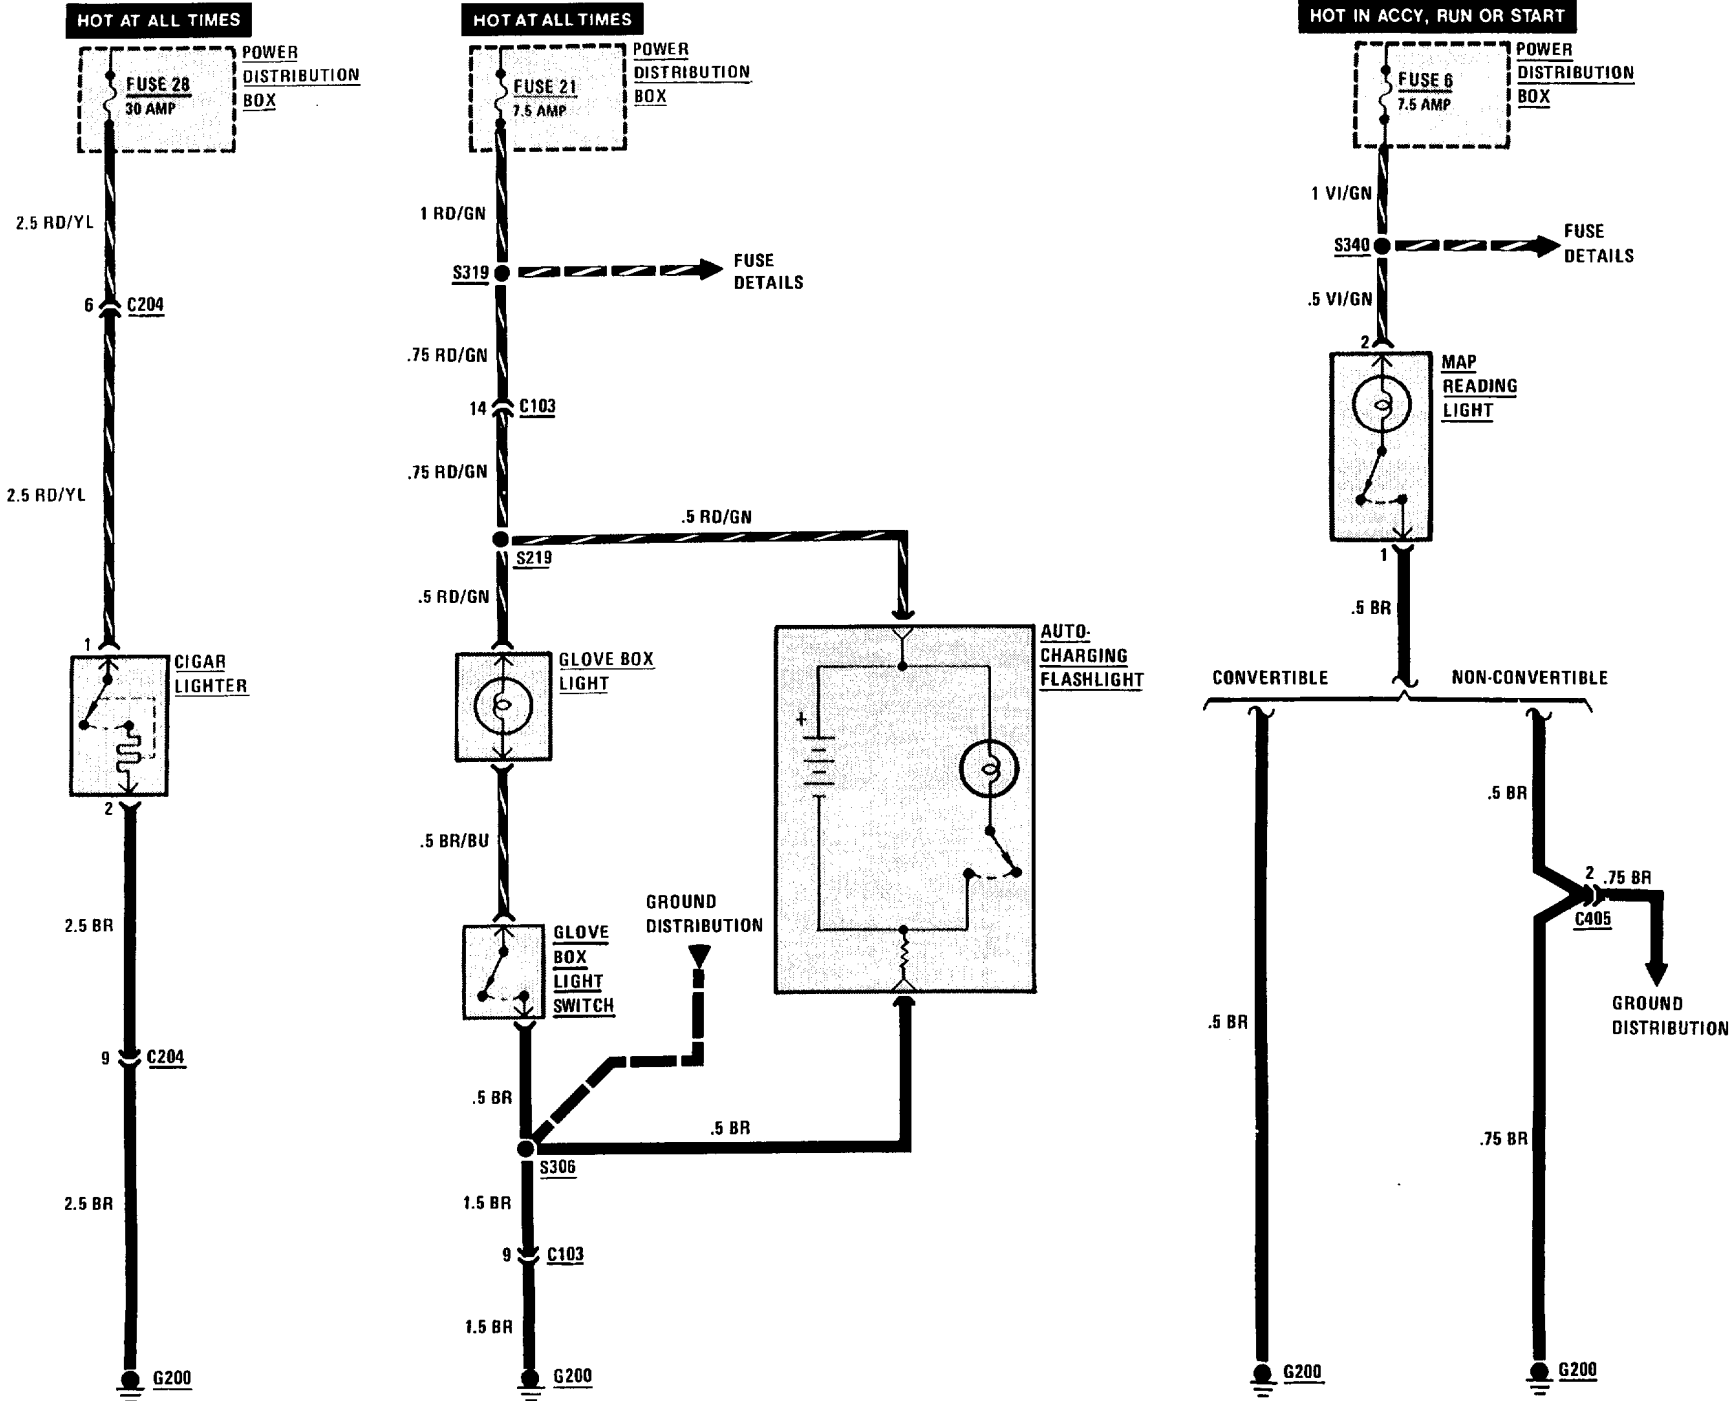 HOT AT ALL TIMES
POWER
DISTRIBUTION
BOX
FUSE 28
30 AMP
2.5 RD/YL
6
C204
2.5 RD/YL
1
CIGAR
LIGHTER
2
2.5 BR
9
C204
2.5 BR
G200
HOT AT ALL TIMES
POWER
DISTRIBUTION
BOX
FUSE 21
7.5 AMP
1 RD/GN
S319
FUSE
DETAILS
.75 RD/GN
14
C103
.75 RD/GN
.5 RD/GN
S219
.5 RD/GN
GLOVE BOX
LIGHT
AUTO-
CHARGING
FLASHLIGHT
+
.5 BR/BU
GLOVE
BOX
LIGHT
SWITCH
GROUND
DISTRIBUTION
.5 BR
.5 BR
S306
1.5 BR
9
C103
1.5 BR
G200
HOT IN ACCY, RUN OR START
POWER
DISTRIBUTION
BOX
FUSE 6
7.5 AMP
1 VI/GN
S340
FUSE
DETAILS
.5 VI/GN
2
MAP
READING
LIGHT
1
.5 BR
CONVERTIBLE
NON-CONVERTIBLE
.5 BR
2
.75 BR
C405
GROUND
DISTRIBUTION
.5 BR
.75 BR
G200
G200